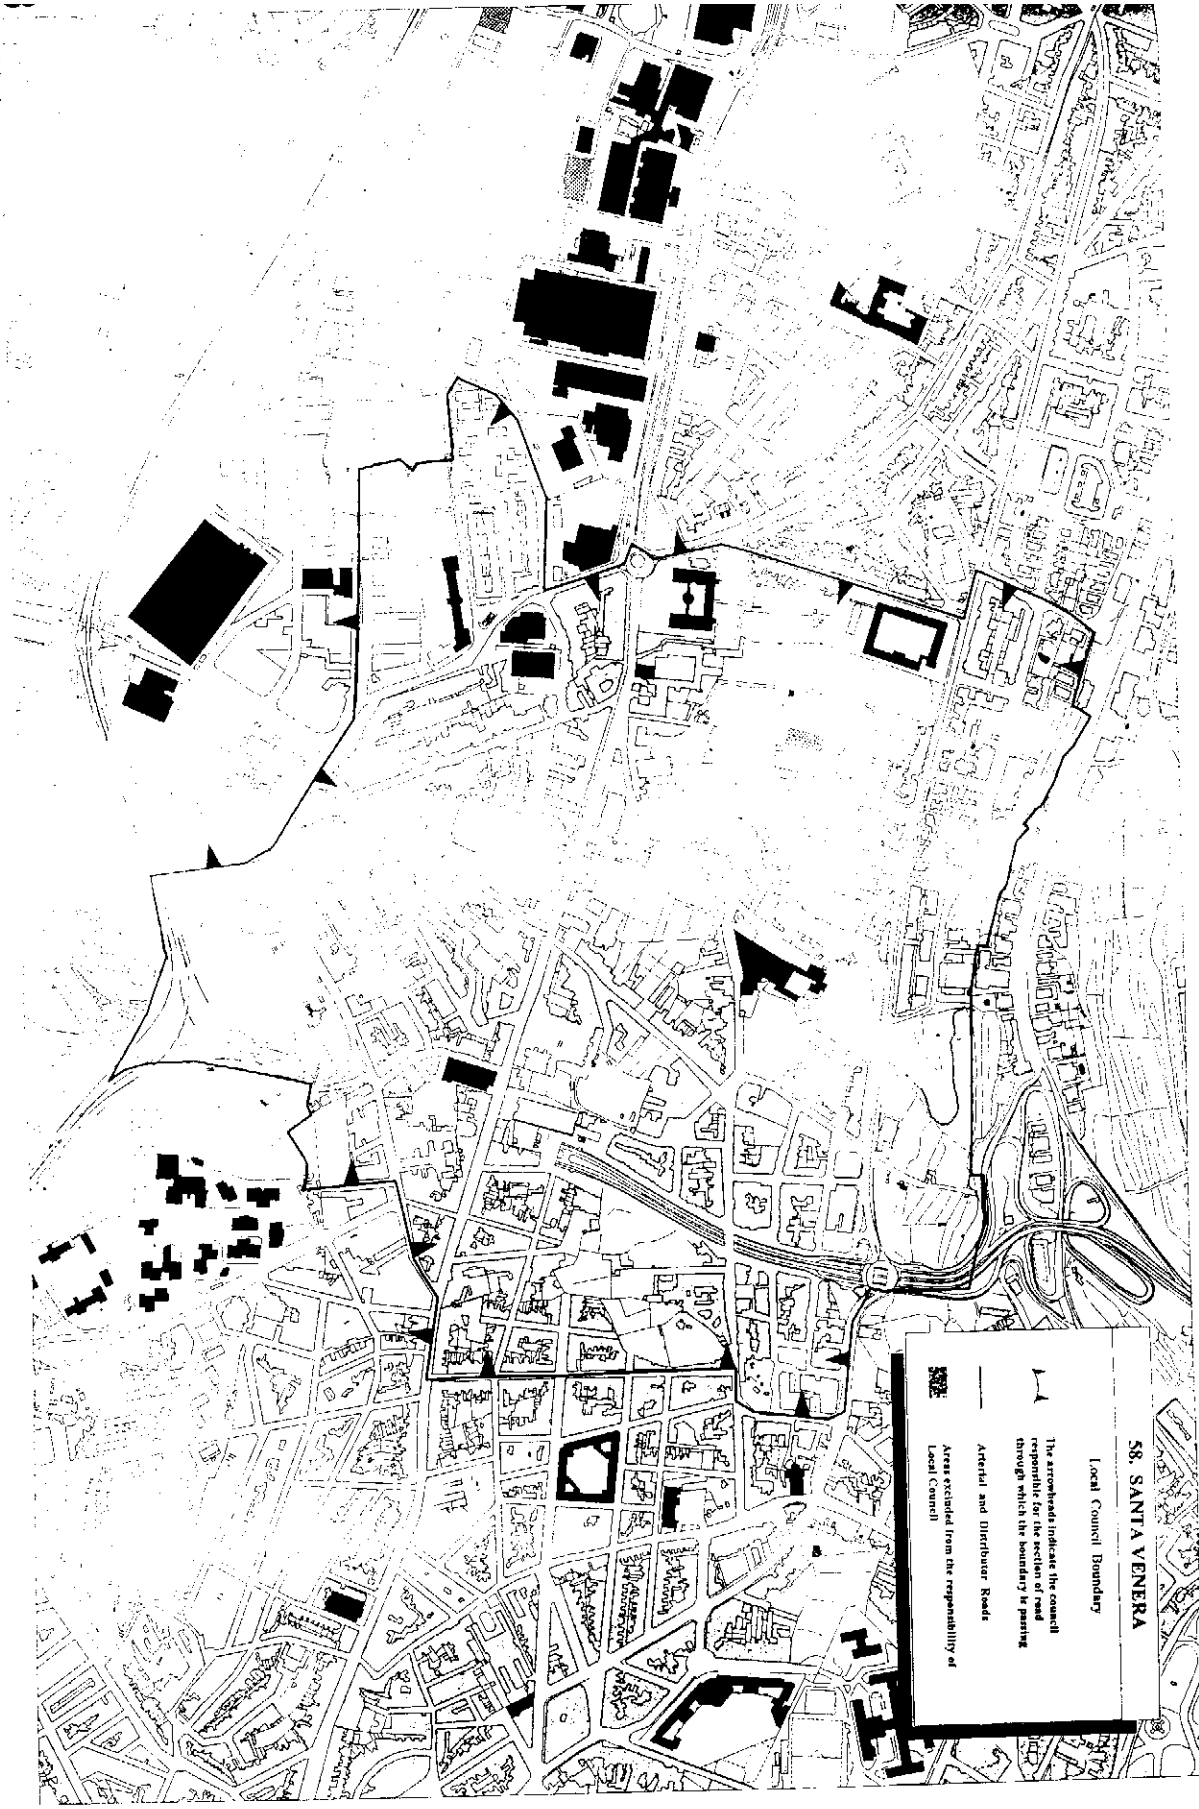 58. SANTA VENERA
Local Council Boundary
The arrowheads indicate the council
responsible for the section of road
through which the boundary is passing
Arterial and Distributor Roads
Areas excluded from the responsibility of
Local Council